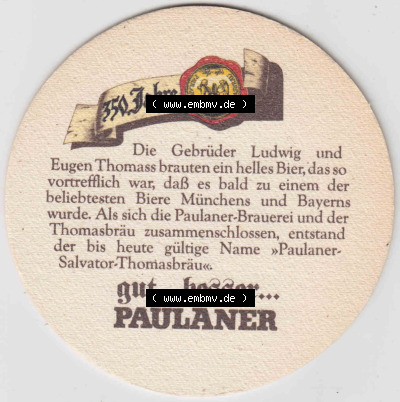 350 Jahre
( www.embmv.de )
Die Gebrüder Ludwig und
Eugen Thomass brauten ein helles Bier, das so
vortrefflich war, daß es bald zu einem der
beliebtesten Biere Münchens und Bayerns
wurde. Als sich die Paulaner-Brauerei und der
Thomasbräu zusammenschlossen, entstand
der bis heute gültige Name »Paulaner-
Salvator-Thomasbräu«.
gut... besser...
( www.embmv.de )
PAULANER